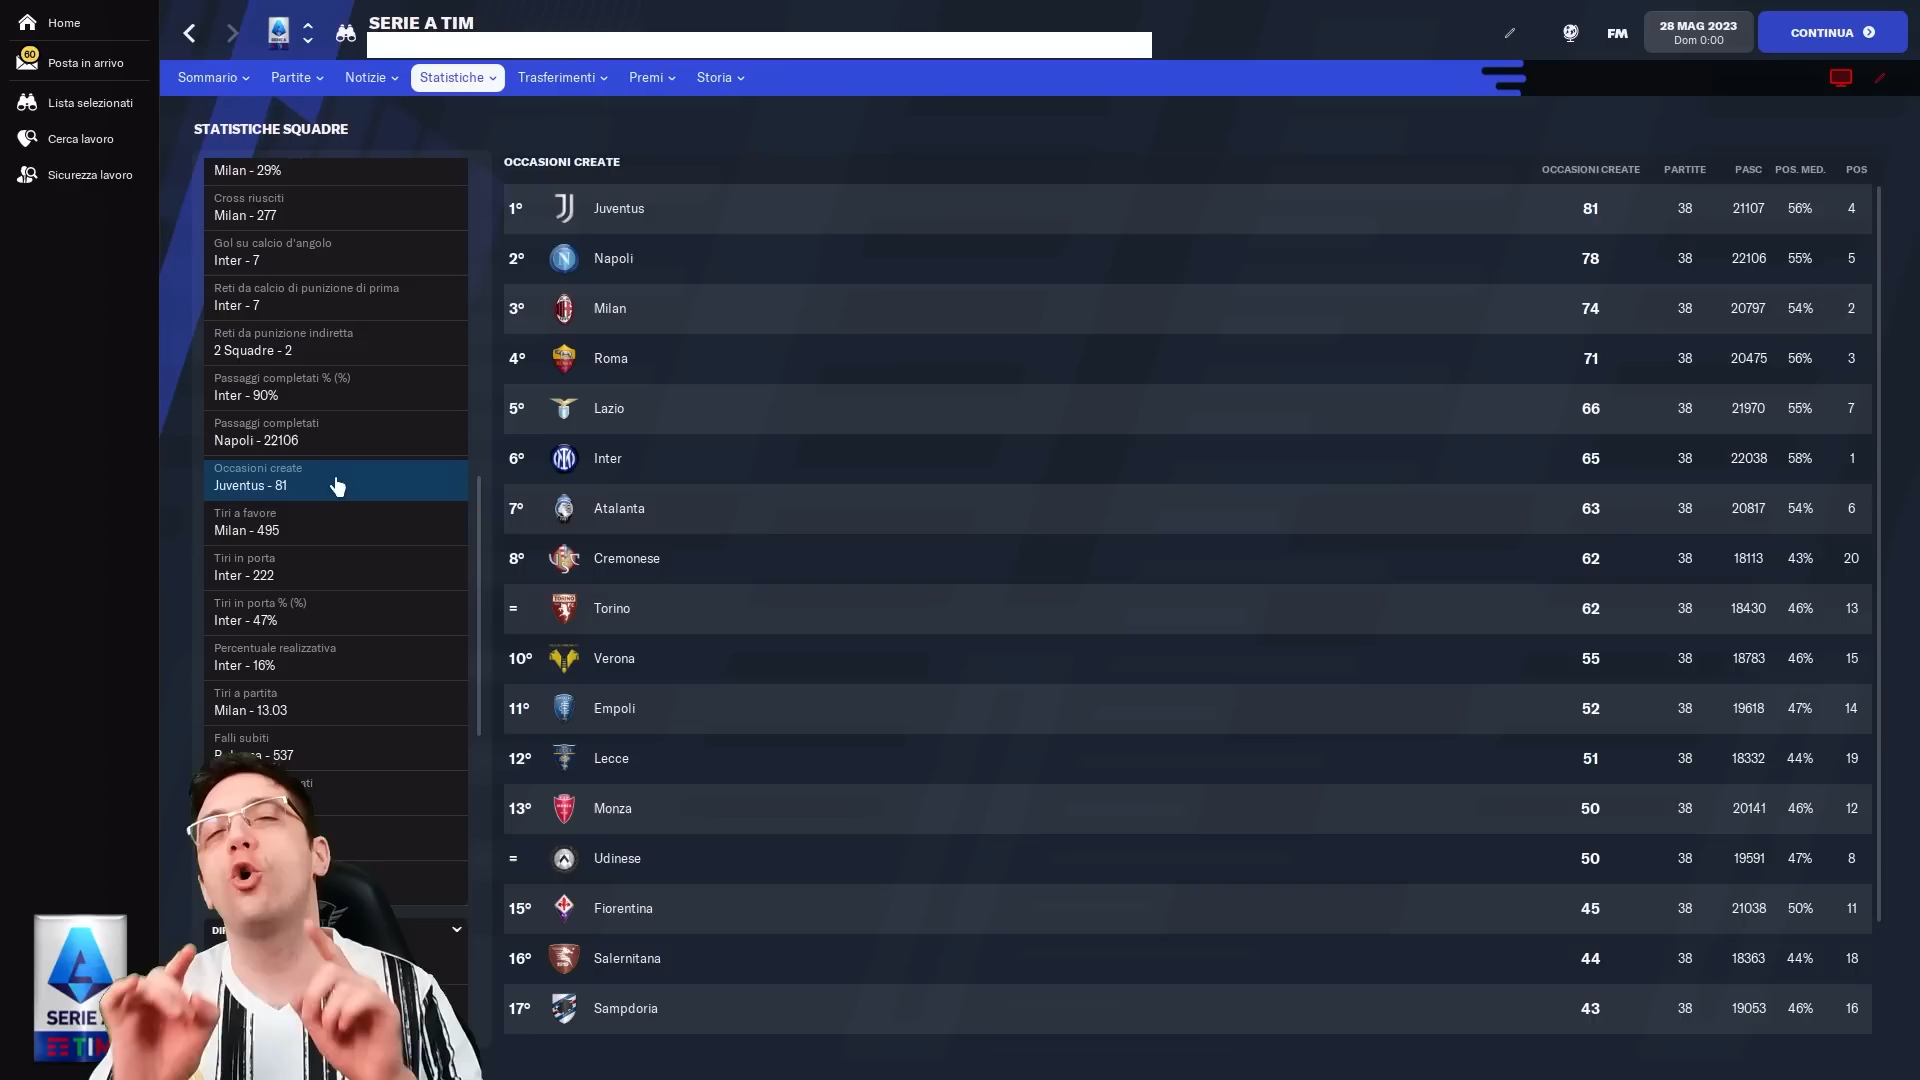 Home
60
Posta in arrivo
Lista selezionati
Cerca lavoro
Sicurezza lavoro
SERIE A TIM
FM
28 MAG 2023
Dom 0:00
CONTINUA
Sommario
Partite
Notizie
Statistiche
Trasferimenti
Premi
Storia
STATISTICHE SQUADRE
Milan - 29%
Cross riusciti
Milan - 277
Gol su calcio d'angolo
Inter - 7
Reti da calcio di punizione di prima
Inter - 7
Reti da punizione indiretta
2 Squadre - 2
Passaggi completati % (%)
Inter - 90%
Passaggi completati
Napoli - 22106
Occasioni create
Juventus - 81
Tiri a favore
Milan - 495
Tiri in porta
Inter - 222
Tiri in porta % (%)
Inter - 47%
Percentuale realizzativa
Inter - 16%
Tiri a partita
Milan - 13.03
Falli subiti
- 537
OCCASIONI CREATE
OCCASIONI CREATE PARTITE PASC POS. MED. POS
1° Juventus 81 38 21107 56% 4
2° Napoli 78 38 22106 55% 5
3° Milan 74 38 20797 54% 2
4° Roma 71 38 20475 56% 3
5° Lazio 66 38 21970 55% 7
6° Inter 65 38 22038 58% 1
7° Atalanta 63 38 20817 54% 6
8° Cremonese 62 38 18113 43% 20
= Torino 62 38 18430 46% 13
10° Verona 55 38 18783 46% 15
11° Empoli 52 38 19618 47% 14
12° Lecce 51 38 18332 44% 19
13° Monza 50 38 20141 46% 12
= Udinese 50 38 19591 47% 8
15° Fiorentina 45 38 21038 50% 11
16° Salernitana 44 38 18363 44% 18
17° Sampdoria 43 38 19053 46% 16
SERIE
TIM